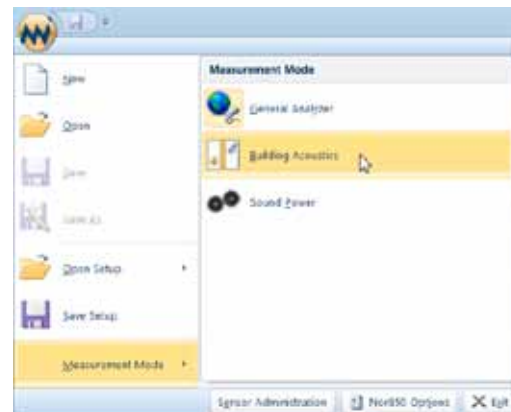 New
Open
Save
Save As
Open Setup
Save Setup
Measurement Mode
Measurement Mode
General Analyzer
Building Acoustics
Sound Power
Sensor Administration
Nor850 Options
Exit